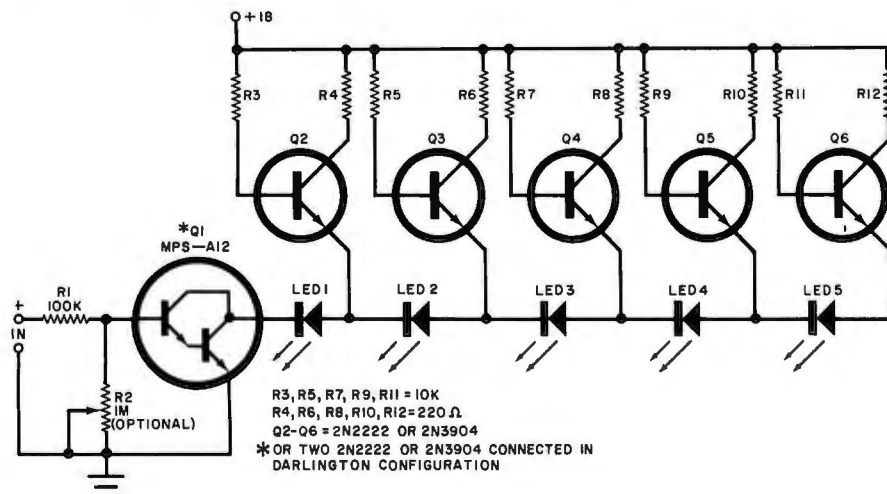 +18
R3
R4
R5
R6
R7
R8
R9
R10
R11
R12
Q2
Q3
Q4
Q5
Q6
*Q1
MPS-A12
R1
100K
+
IN
LED1
LED2
LED3
LED4
LED5
R2
1M
(OPTIONAL)
R3, R5, R7, R9, R11 = 10K
R4, R6, R8, R10, R12=220 Ω
Q2-Q6 = 2N2222 OR 2N3904
* OR TWO 2N2222 OR 2N3904 CONNECTED IN
DARLINGTON CONFIGURATION